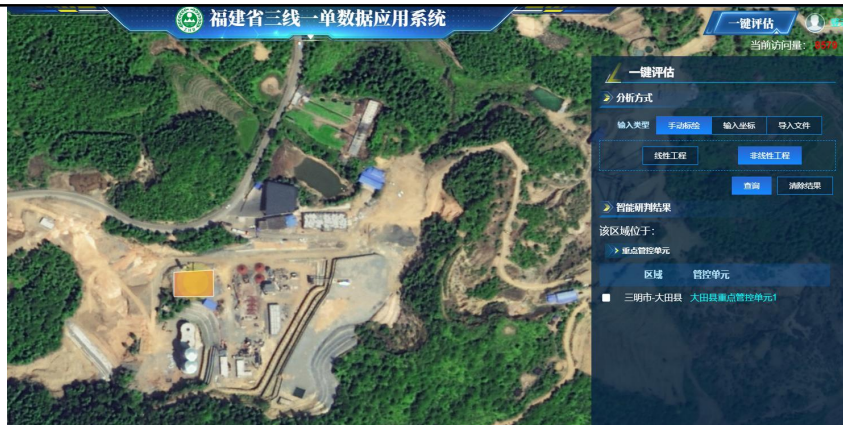 福建省三线一单数据应用系统
一键评估
当前访问量:
一键评估
分析方式
输入类型 手动标绘 输入坐标 导入文件
线性工程 非线性工程
查询 清除结果
智能研判结果
该区域位于:
重点管控单元
区域 管控单元
三明市-大田县 大田县重点管控单元1